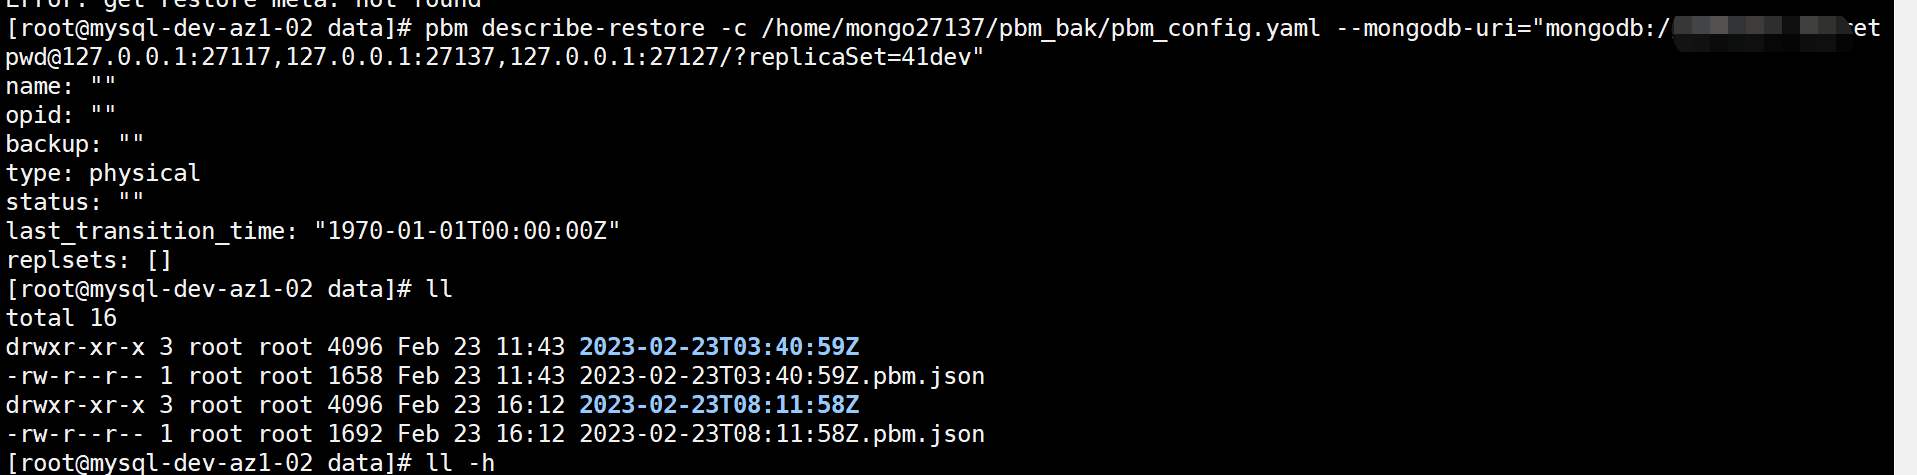 Error: get restore meta: not found
[root@mysql-dev-az1-02 data]# pbm describe-restore -c /home/mongo27137/pbm_bak/pbm_config.yaml --mongodb-uri="mongodb:/ et
pwd@127.0.0.1:27117,127.0.0.1:27137,127.0.0.1:27127/?replicaSet=41dev"
name: ""
opid: ""
backup: ""
type: physical
status: ""
last_transition_time: "1970-01-01T00:00:00Z"
replsets: []
[root@mysql-dev-az1-02 data]# ll
total 16
drwxr-xr-x 3 root root 4096 Feb 23 11:43 2023-02-23T03:40:59Z
-rw-r--r-- 1 root root 1658 Feb 23 11:43 2023-02-23T03:40:59Z.pbm.json
drwxr-xr-x 3 root root 4096 Feb 23 16:12 2023-02-23T08:11:58Z
-rw-r--r-- 1 root root 1692 Feb 23 16:12 2023-02-23T08:11:58Z.pbm.json
[root@mysql-dev-az1-02 data]# ll -h